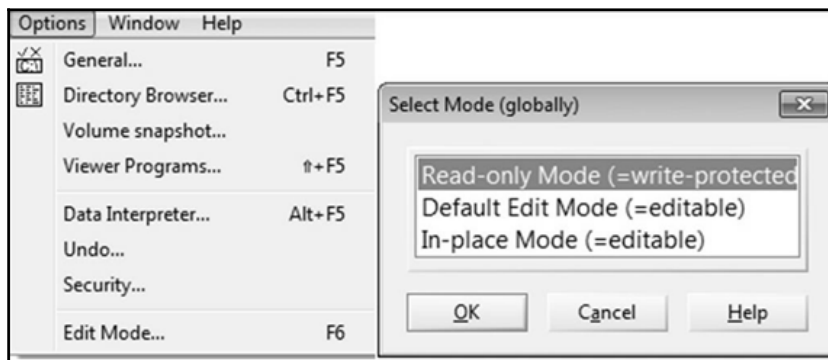 Options Window Help
General... F5
Directory Browser... Ctrl+F5
Volume snapshot...
Viewer Programs... ⇧+F5
Data Interpreter... Alt+F5
Undo...
Security...
Edit Mode... F6
Select Mode (globally)
Read-only Mode (=write-protected
Default Edit Mode (=editable)
In-place Mode (=editable)
OK Cancel Help